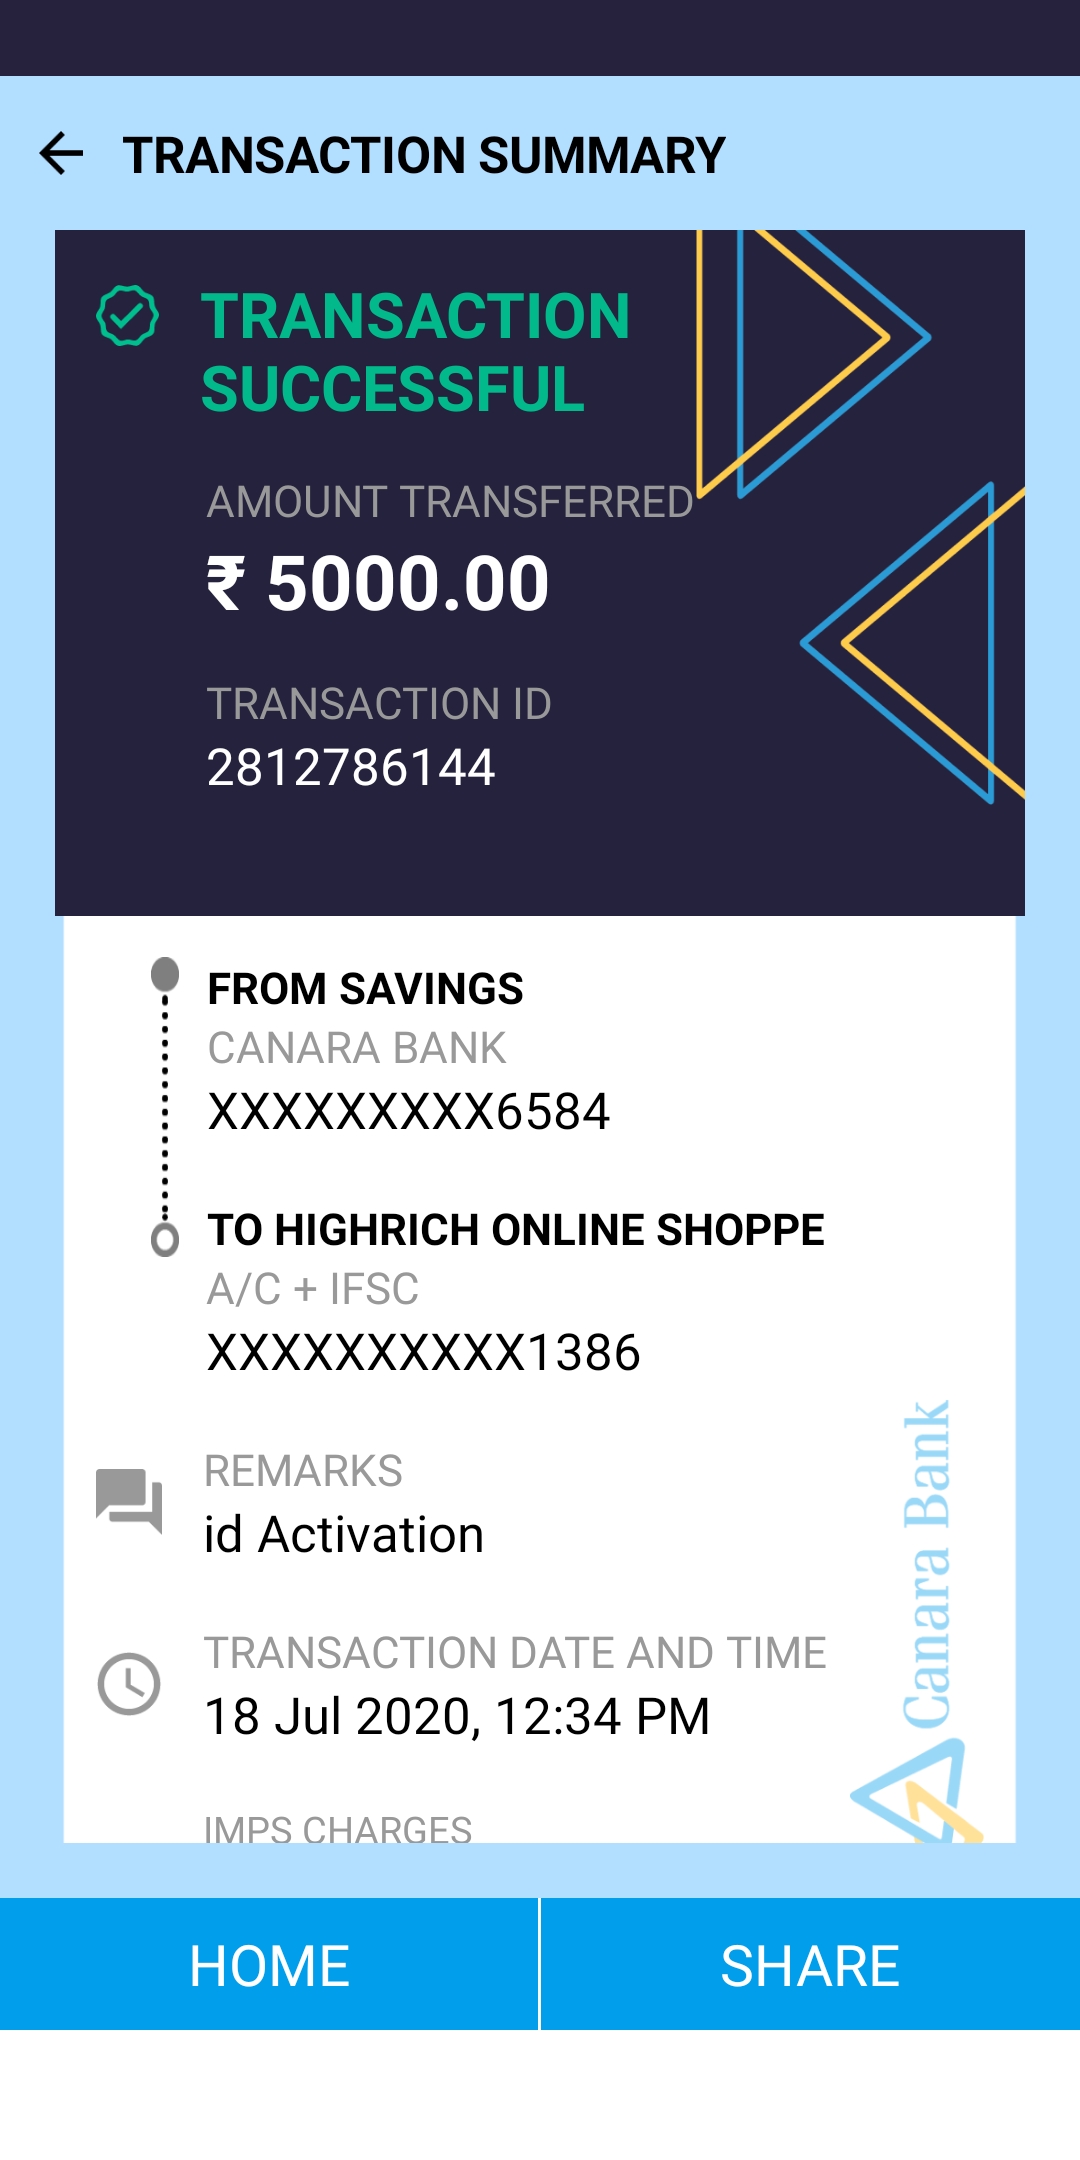 TRANSACTION SUMMARY
TRANSACTION
SUCCESSFUL
AMOUNT TRANSFERRED
₹ 5000.00
TRANSACTION ID
2812786144
FROM SAVINGS
CANARA BANK
XXXXXXXXX6584
TO HIGHRICH ONLINE SHOPPE
A/C + IFSC
XXXXXXXXXX1386
REMARKS
id Activation
TRANSACTION DATE AND TIME
18 Jul 2020, 12:34 PM
IMPS CHARGES
Canara Bank
HOME
SHARE